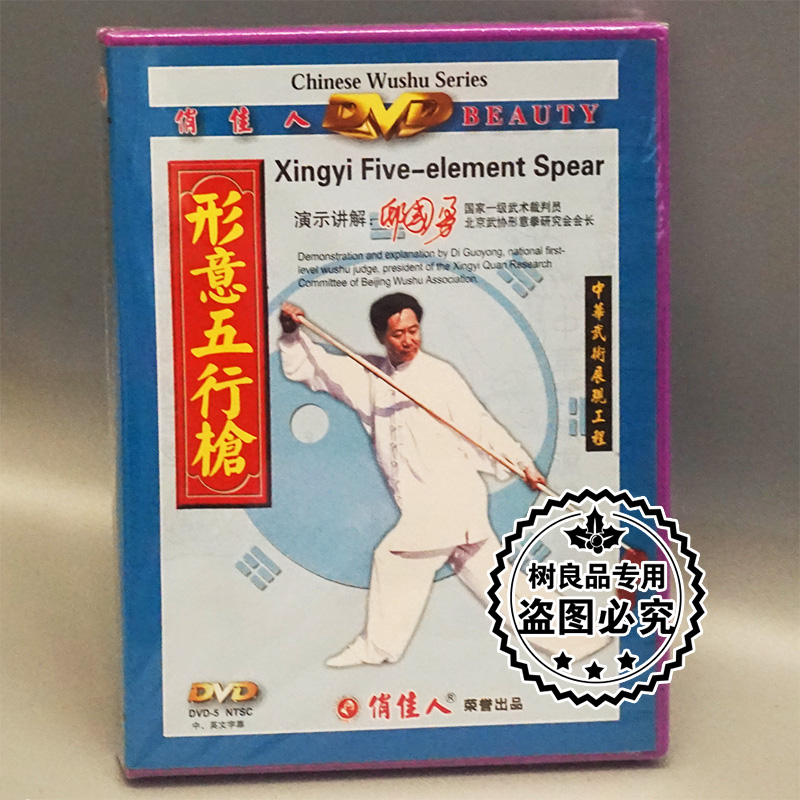 Chinese Wushu Series
俏佳人 DVD BEAUTY
Xingyi Five-element Spear
形意五行槍
演示讲解:
国家一级武术裁判员
北京武协形意拳研究会会长
Demonstration and explanation by Di Guoyong, national first-
level wushu judge, president of the Xingyi Quan Research
Committee of Beijing Wushu Association.
中華武術展現工程
树良品专用
盗图必究
DVD
DVD-5 NTSC
中、英文字幕
俏佳人® 荣誉出品